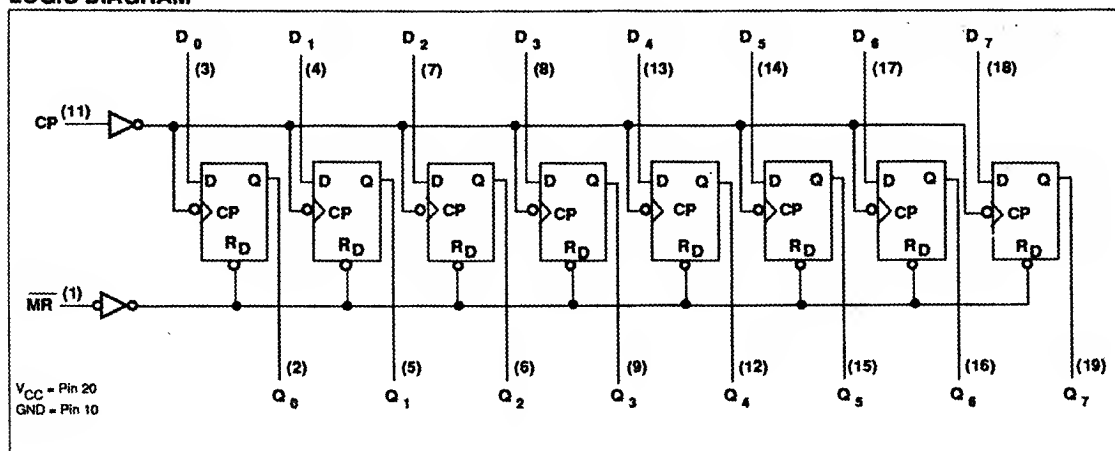 LOGIC DIAGRAM
D0 D1 D2 D3 D4 D5 D6 D7
(3) (4) (7) (8) (13) (14) (17) (18)
CP (11)
D Q D Q D Q D Q D Q D Q D Q D Q
CP CP CP CP CP CP CP CP
RD RD RD RD RD RD RD RD
MR (1)
(2) (5) (6) (9) (12) (15) (16) (19)
Q0 Q1 Q2 Q3 Q4 Q5 Q6 Q7
VCC = Pin 20
GND = Pin 10